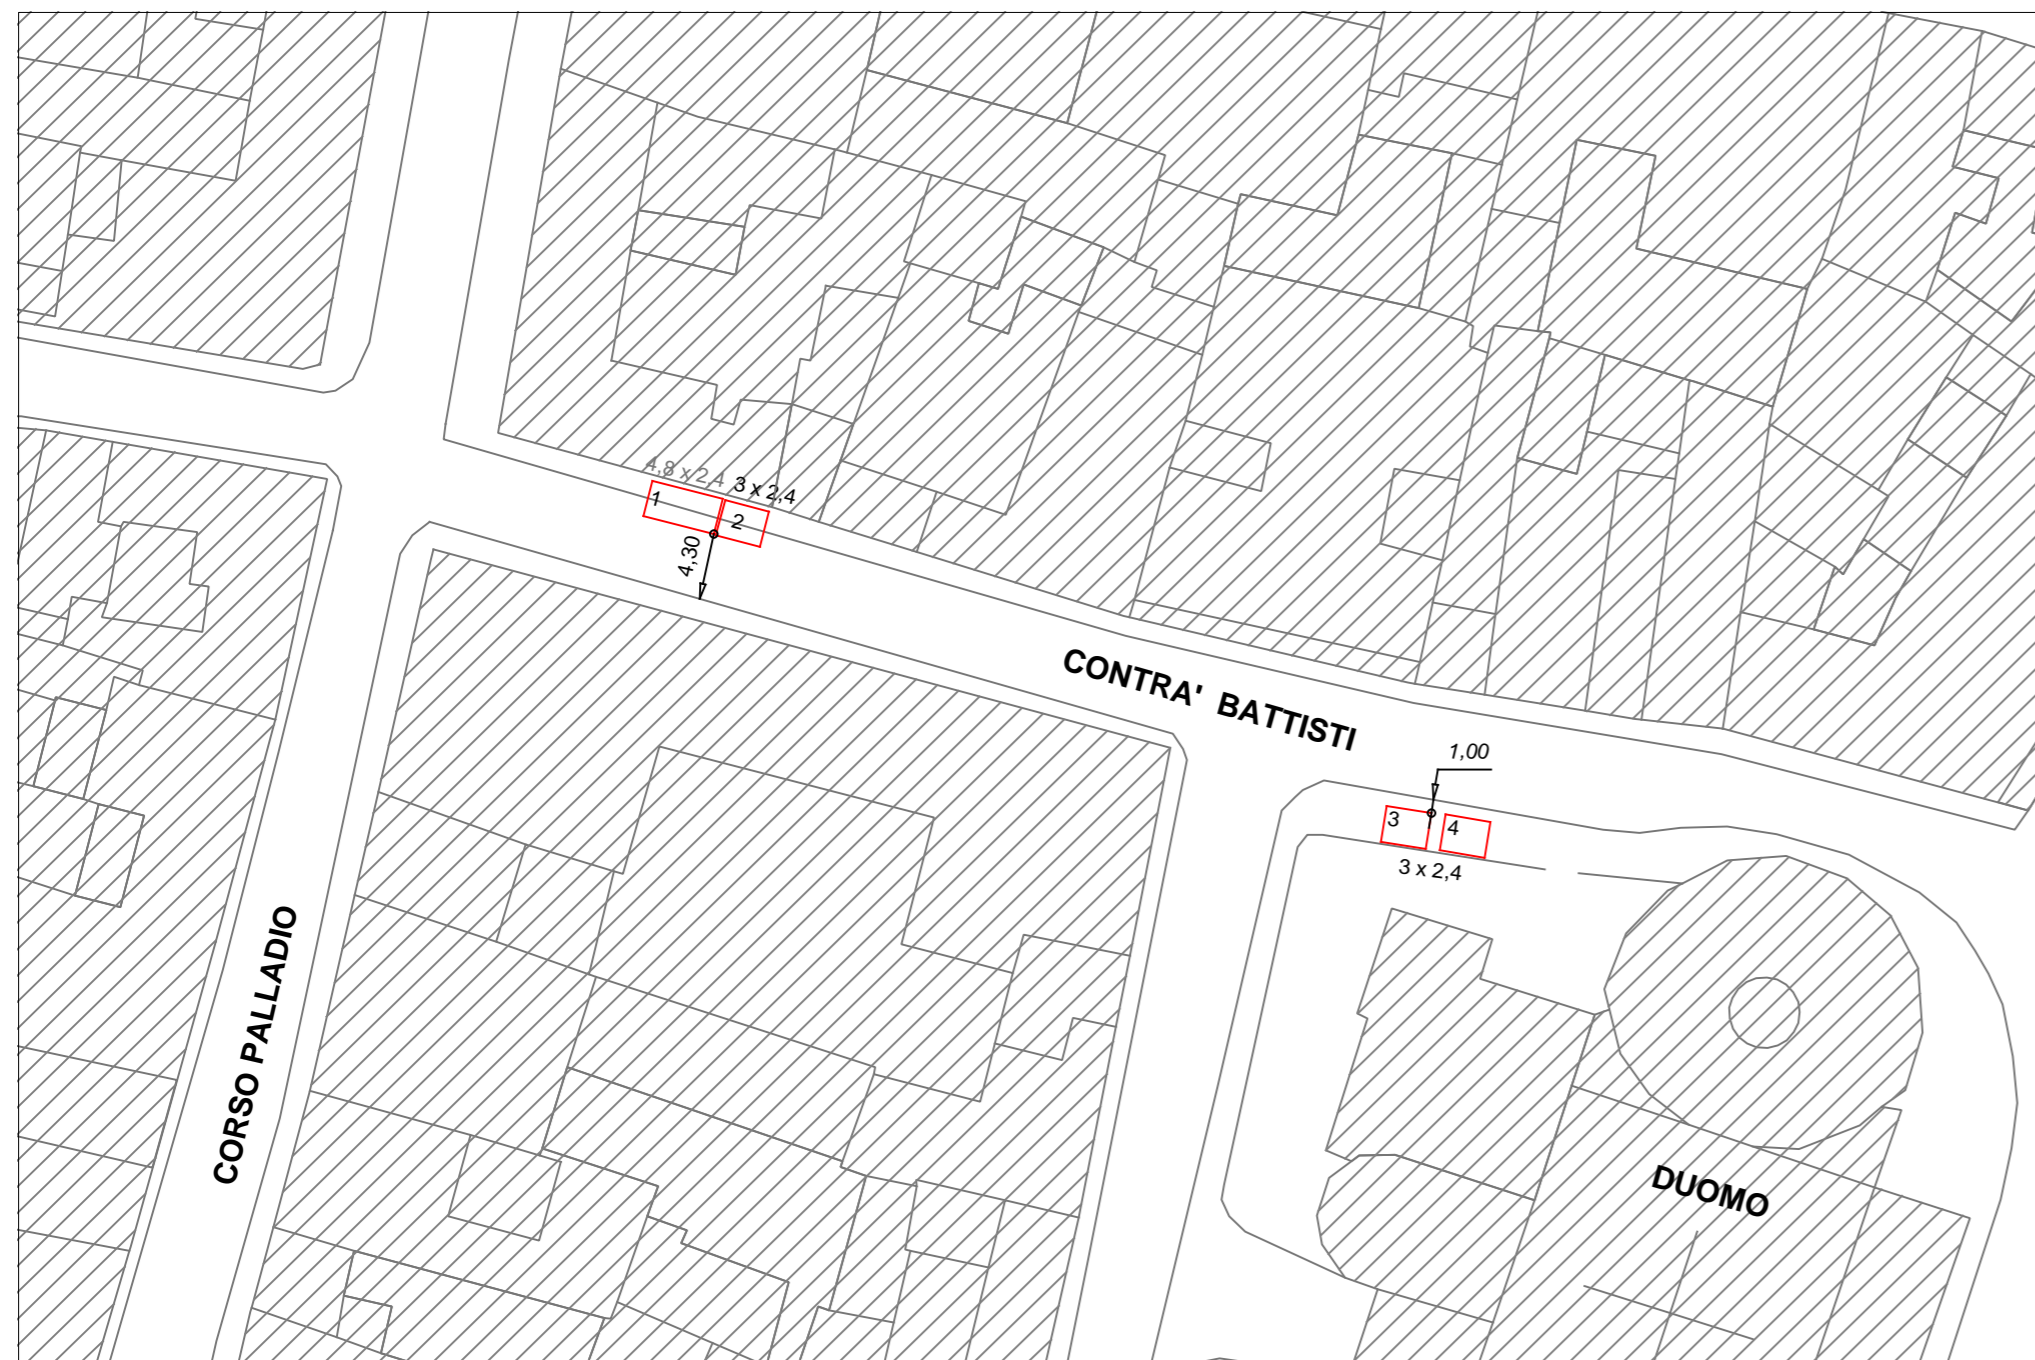 4,8 x 2,4
3 x 2,4
1
2
4,30
CONTRA' BATTISTI
1,00
3
4
3 x 2,4
CORSO PALLADIO
DUOMO